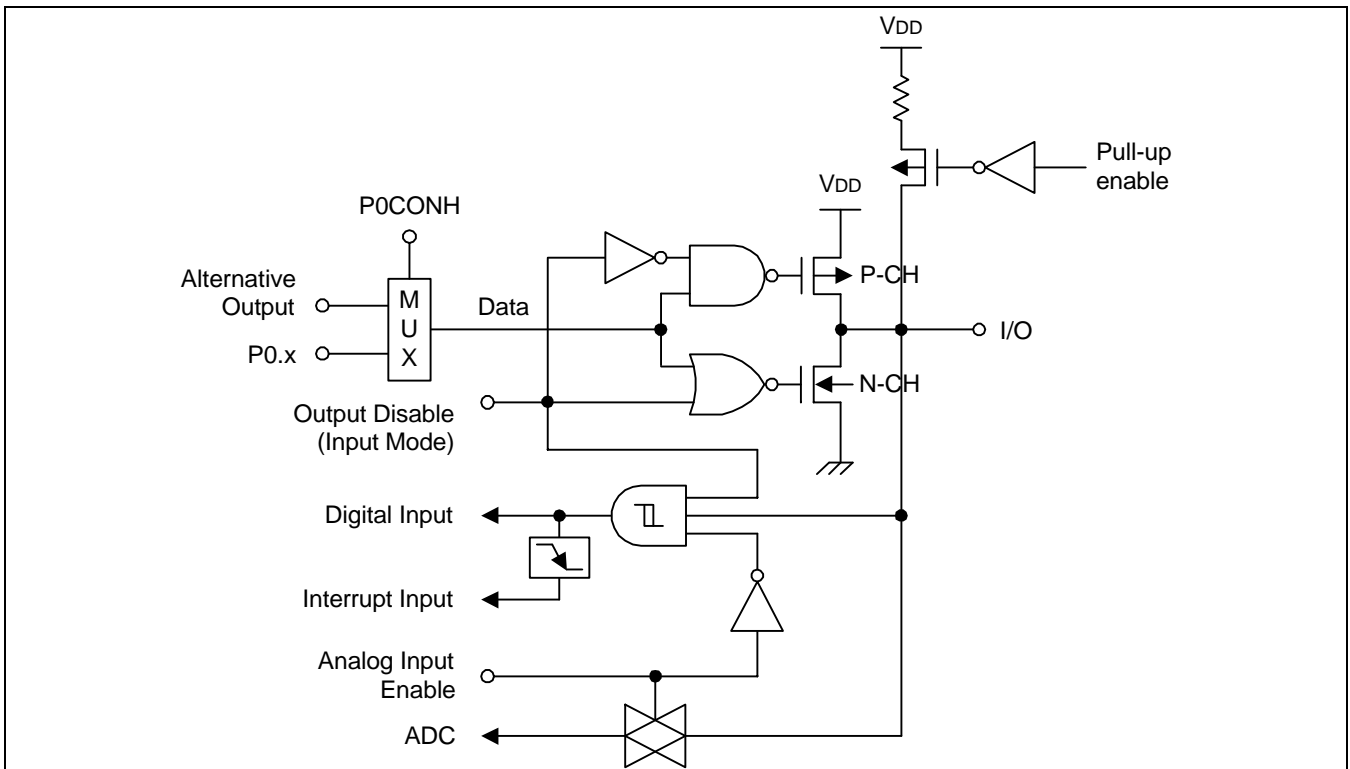 VDD
Pull-up
enable
VDD
P0CONH
P-CH
Alternative
Output
M
U
X
Data
I/O
P0.x
N-CH
Output Disable
(Input Mode)
Digital Input
Interrupt Input
Analog Input
Enable
ADC